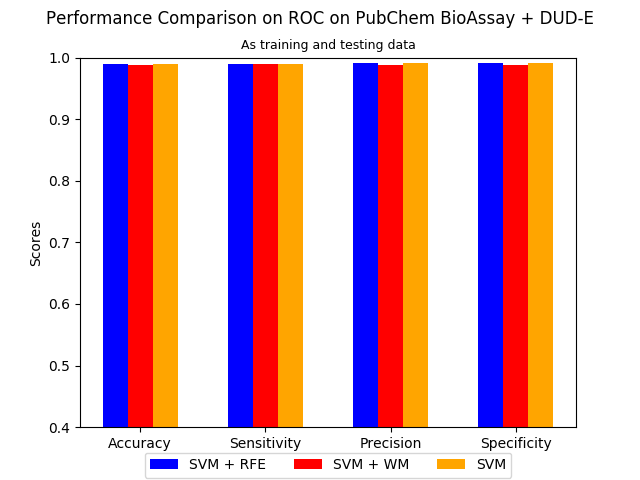 Performance Comparison on ROC on PubChem BioAssay + DUD-E
As training and testing data
1.0
0.9
0.8
0.7
0.6
0.5
0.4
Scores
Accuracy Sensitivity Precision Specificity
SVM + RFE SVM + WM SVM